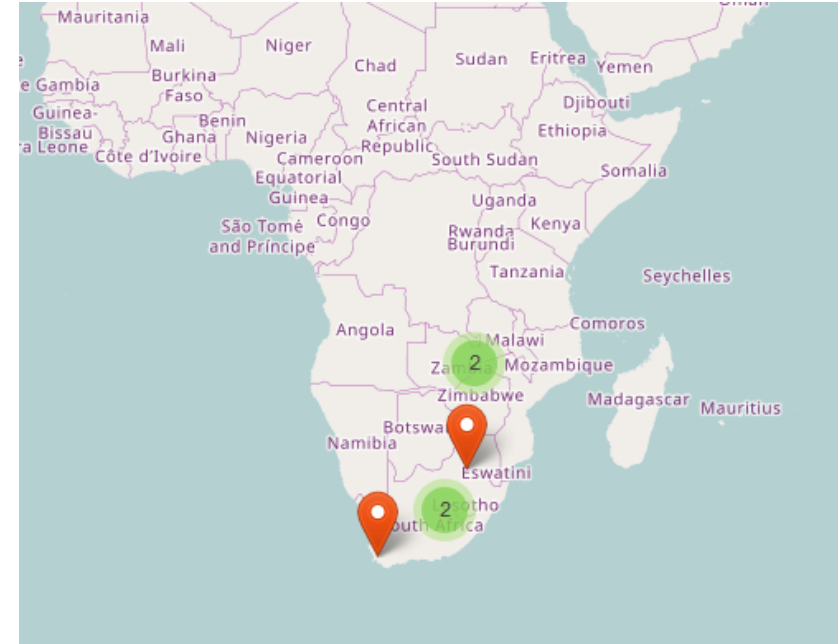 Mauritania
Mali
Niger
Chad
Sudan
Eritrea
Yemen
Gambia
Burkina
Faso
Djibouti
Guinea-
Bissau
Benin
Central
African
Republic
Ethiopia
Leone
Ghana
Côte d'Ivoire
Nigeria
Cameroon
South Sudan
Somalia
Equatorial
Guinea
Uganda
São Tomé
and Príncipe
Congo
Kenya
Rwanda
Burundi
Tanzania
Seychelles
Angola
Comoros
Malawi
2
Mozambique
Zimbabwe
Madagascar
Mauritius
Namibia
Eswatini
2
Africa